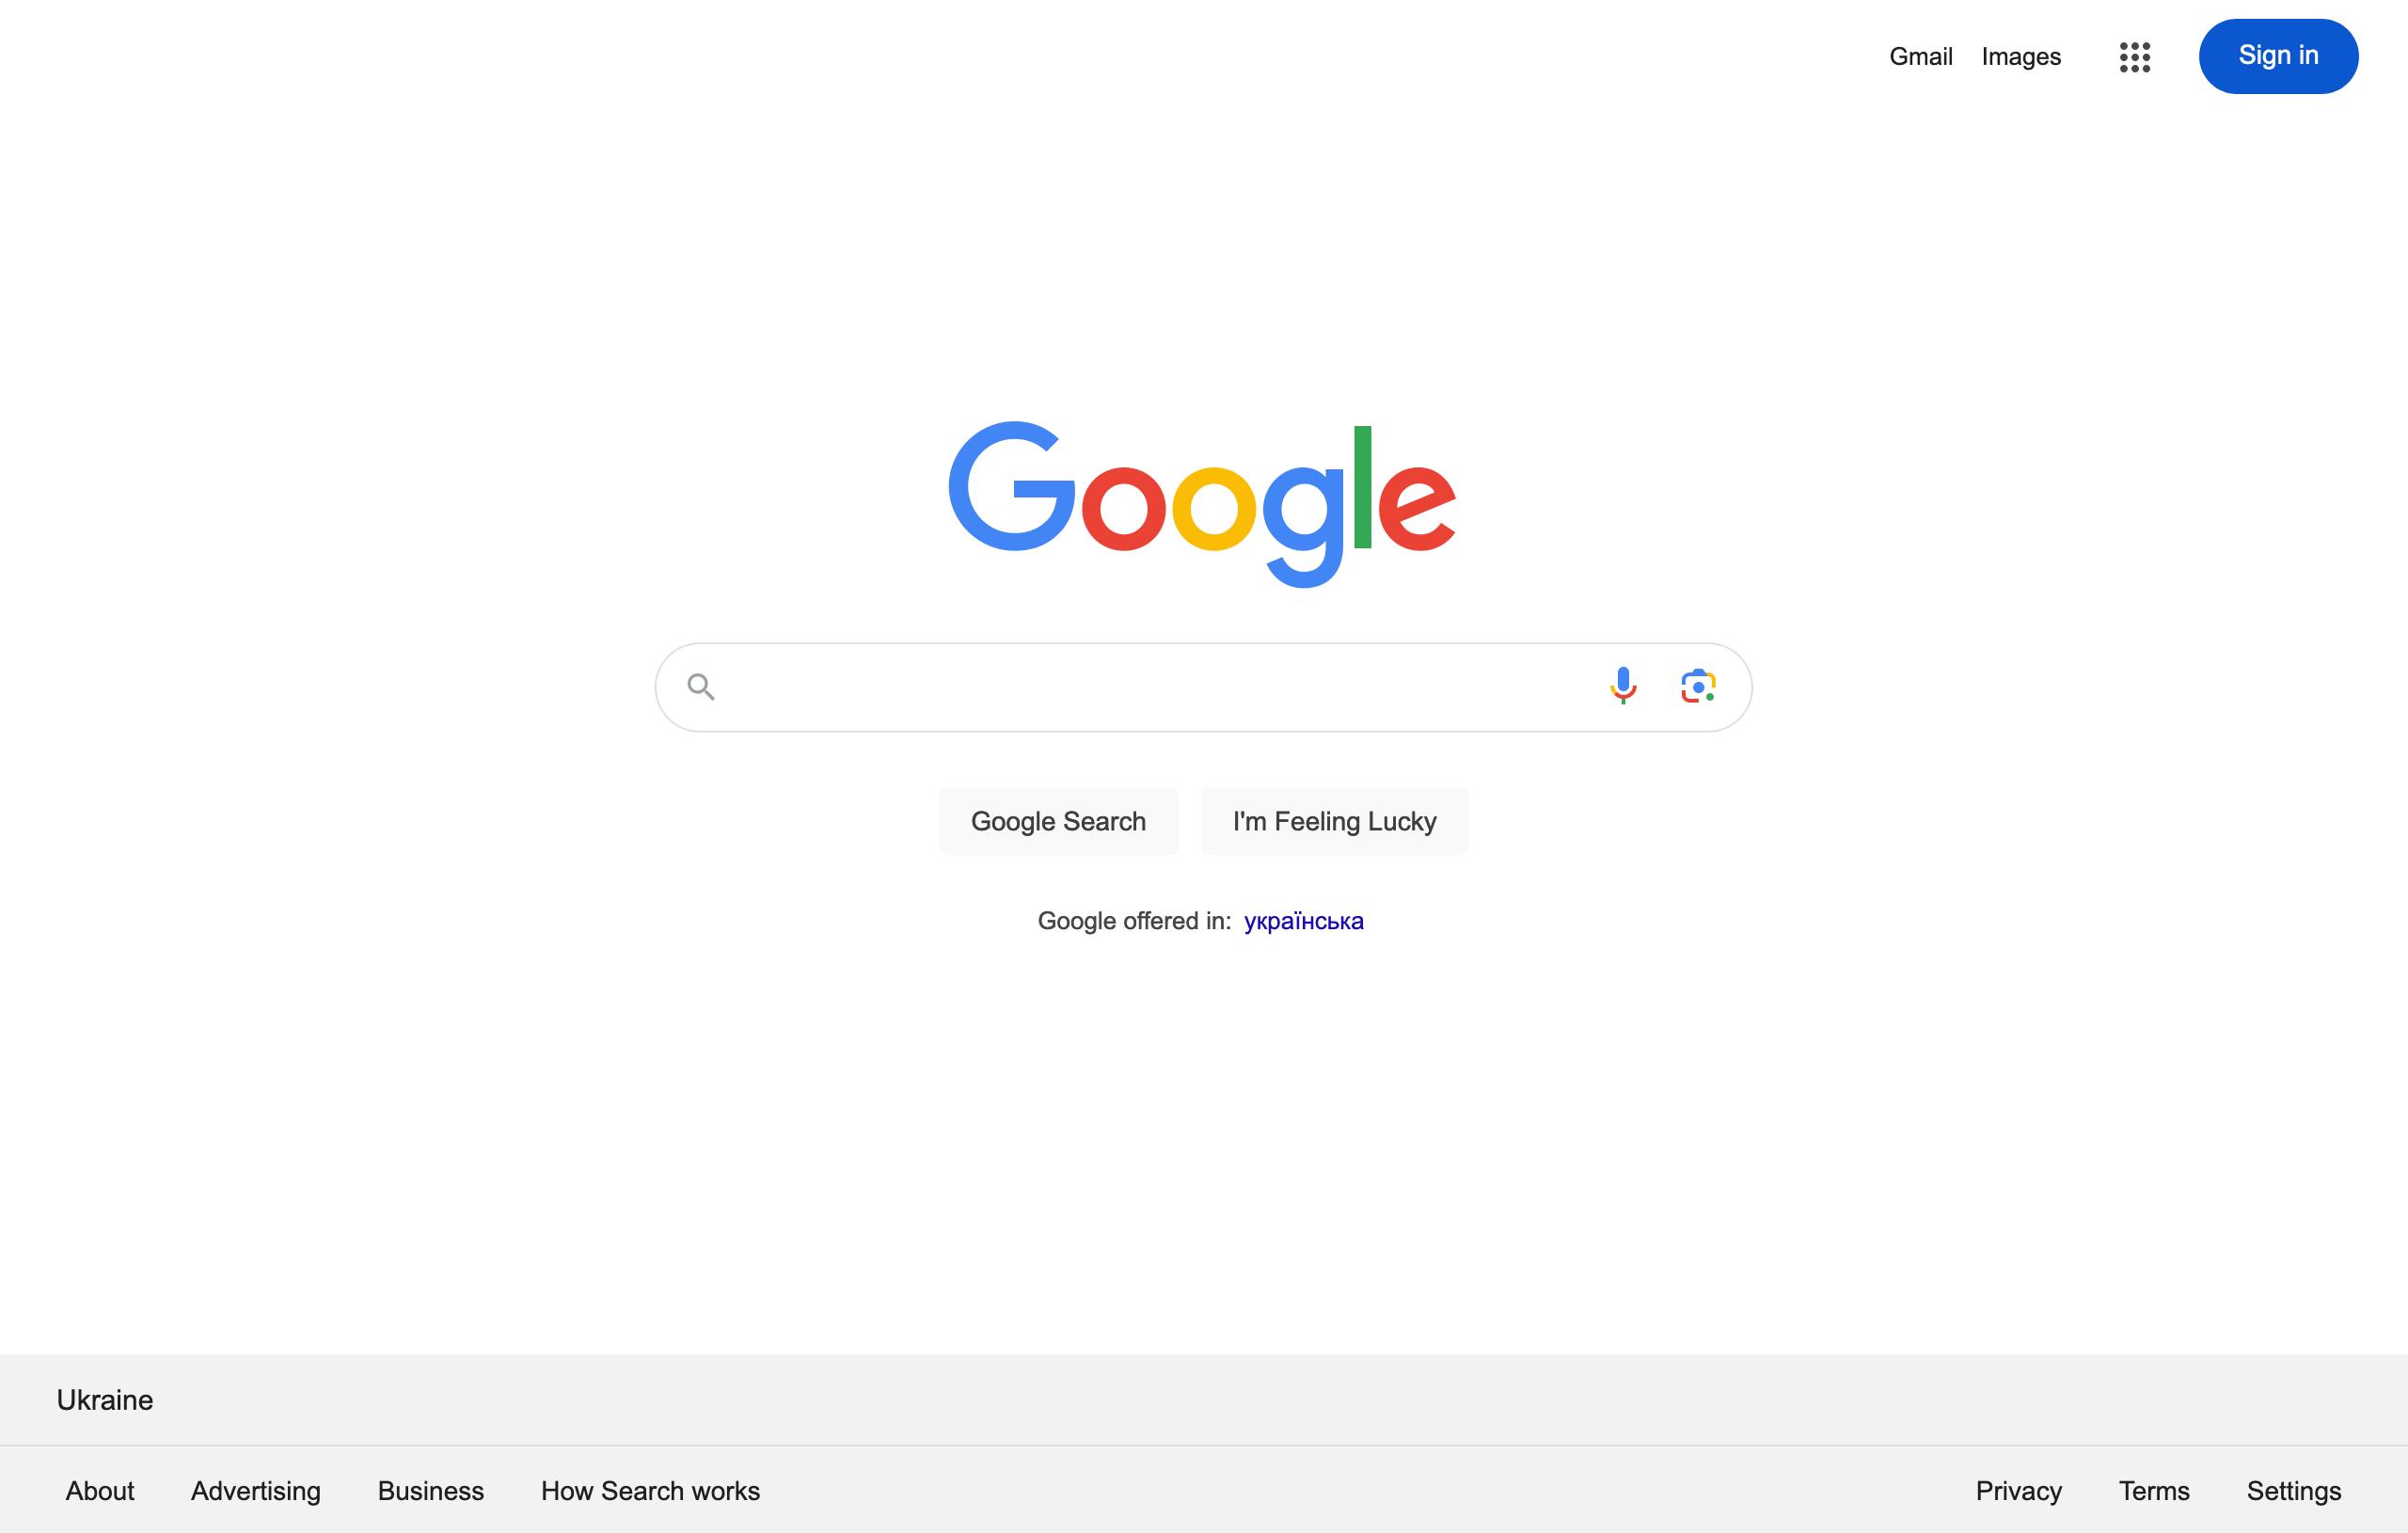 Gmail Images Sign in
Google
Google Search I'm Feeling Lucky
Google offered in: українська
Ukraine
About Advertising Business How Search works Privacy Terms Settings